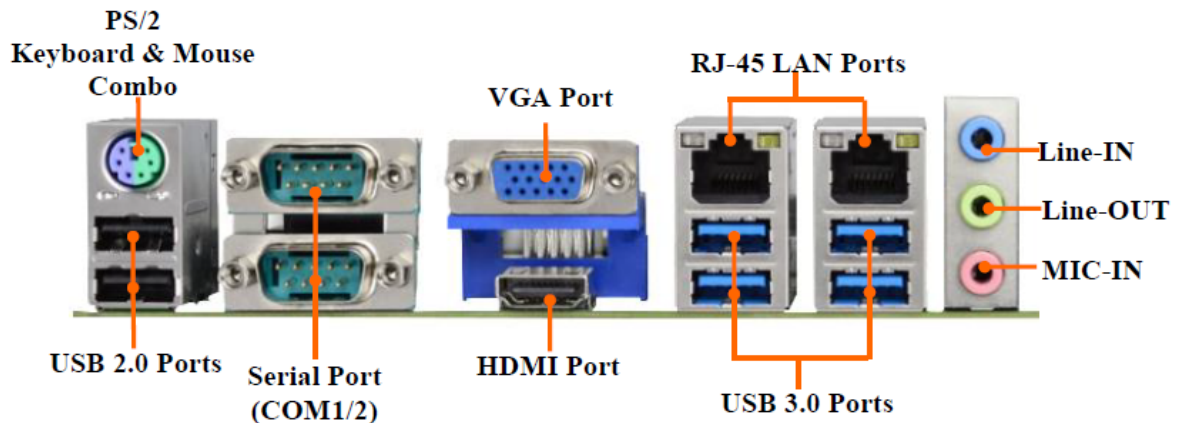 PS/2
Keyboard & Mouse
Combo
VGA Port
RJ-45 LAN Ports
Line-IN
Line-OUT
MIC-IN
USB 2.0 Ports
Serial Port
(COM1/2)
HDMI Port
USB 3.0 Ports